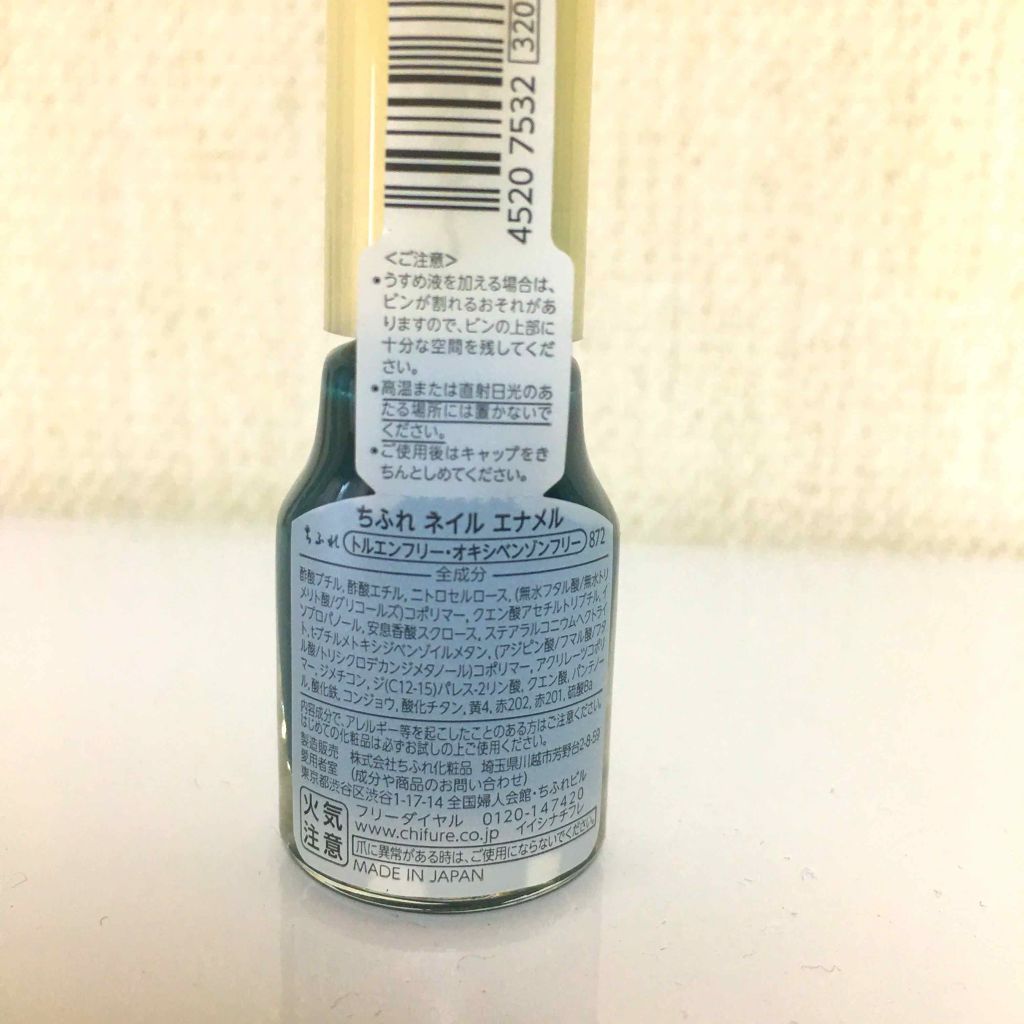 4520 7532
320
<ご注意>
•うすめ液を加える場合は、
ビンが割れるおそれがあ
りますので、ビンの上部に
十分な空間を残してくだ
さい。
•高温または直射日光のあ
たる場所には置かないで
ください。
•ご使用後はキャップをき
ちんとしめてください。
ちふれ ネイル エナメル
ちふれ トルエンフリー・オキシベンゾンフリー 872
全成分
酢酸ブチル, 酢酸エチル, ニトロセルロース, (無水フタル酸/無水トリ
メリト酸/グリコールズ)コポリマー, クエン酸アセチルトリブチル, イ
ソプロパノール, 安息香酸スクロース, ステアラルコニウムヘクトライ
ト, t-ブチルメトキシジベンゾイルメタン, (アジピン酸/フマル酸/フタ
ル酸/トリシクロデカンジメタノール)コポリマー, アクリレーツコポリ
マー, ジメチコン, ジ(C12-15)パレス-2リン酸, クエン酸, パンテノー
ル, 酸化鉄, コンジョウ, 酸化チタン, 黄4, 赤202, 赤201, 硫酸Ba
内容成分で、アレルギー等を起こしたことのある方はご注意ください。
はじめての化粧品は必ずお試しの上ご使用ください。
製造販売 株式会社ちふれ化粧品 埼玉県川越市芳野台2-8-59
愛用者室 (成分や商品のお問い合わせ)
東京都渋谷区渋谷1-17-14 全国婦人会館・ちふれビル
フリーダイヤル 0120-147420
www.chifure.co.jp イイシナチフレ
火気
注意
爪に異常がある時は、ご使用にならないでください。
MADE IN JAPAN